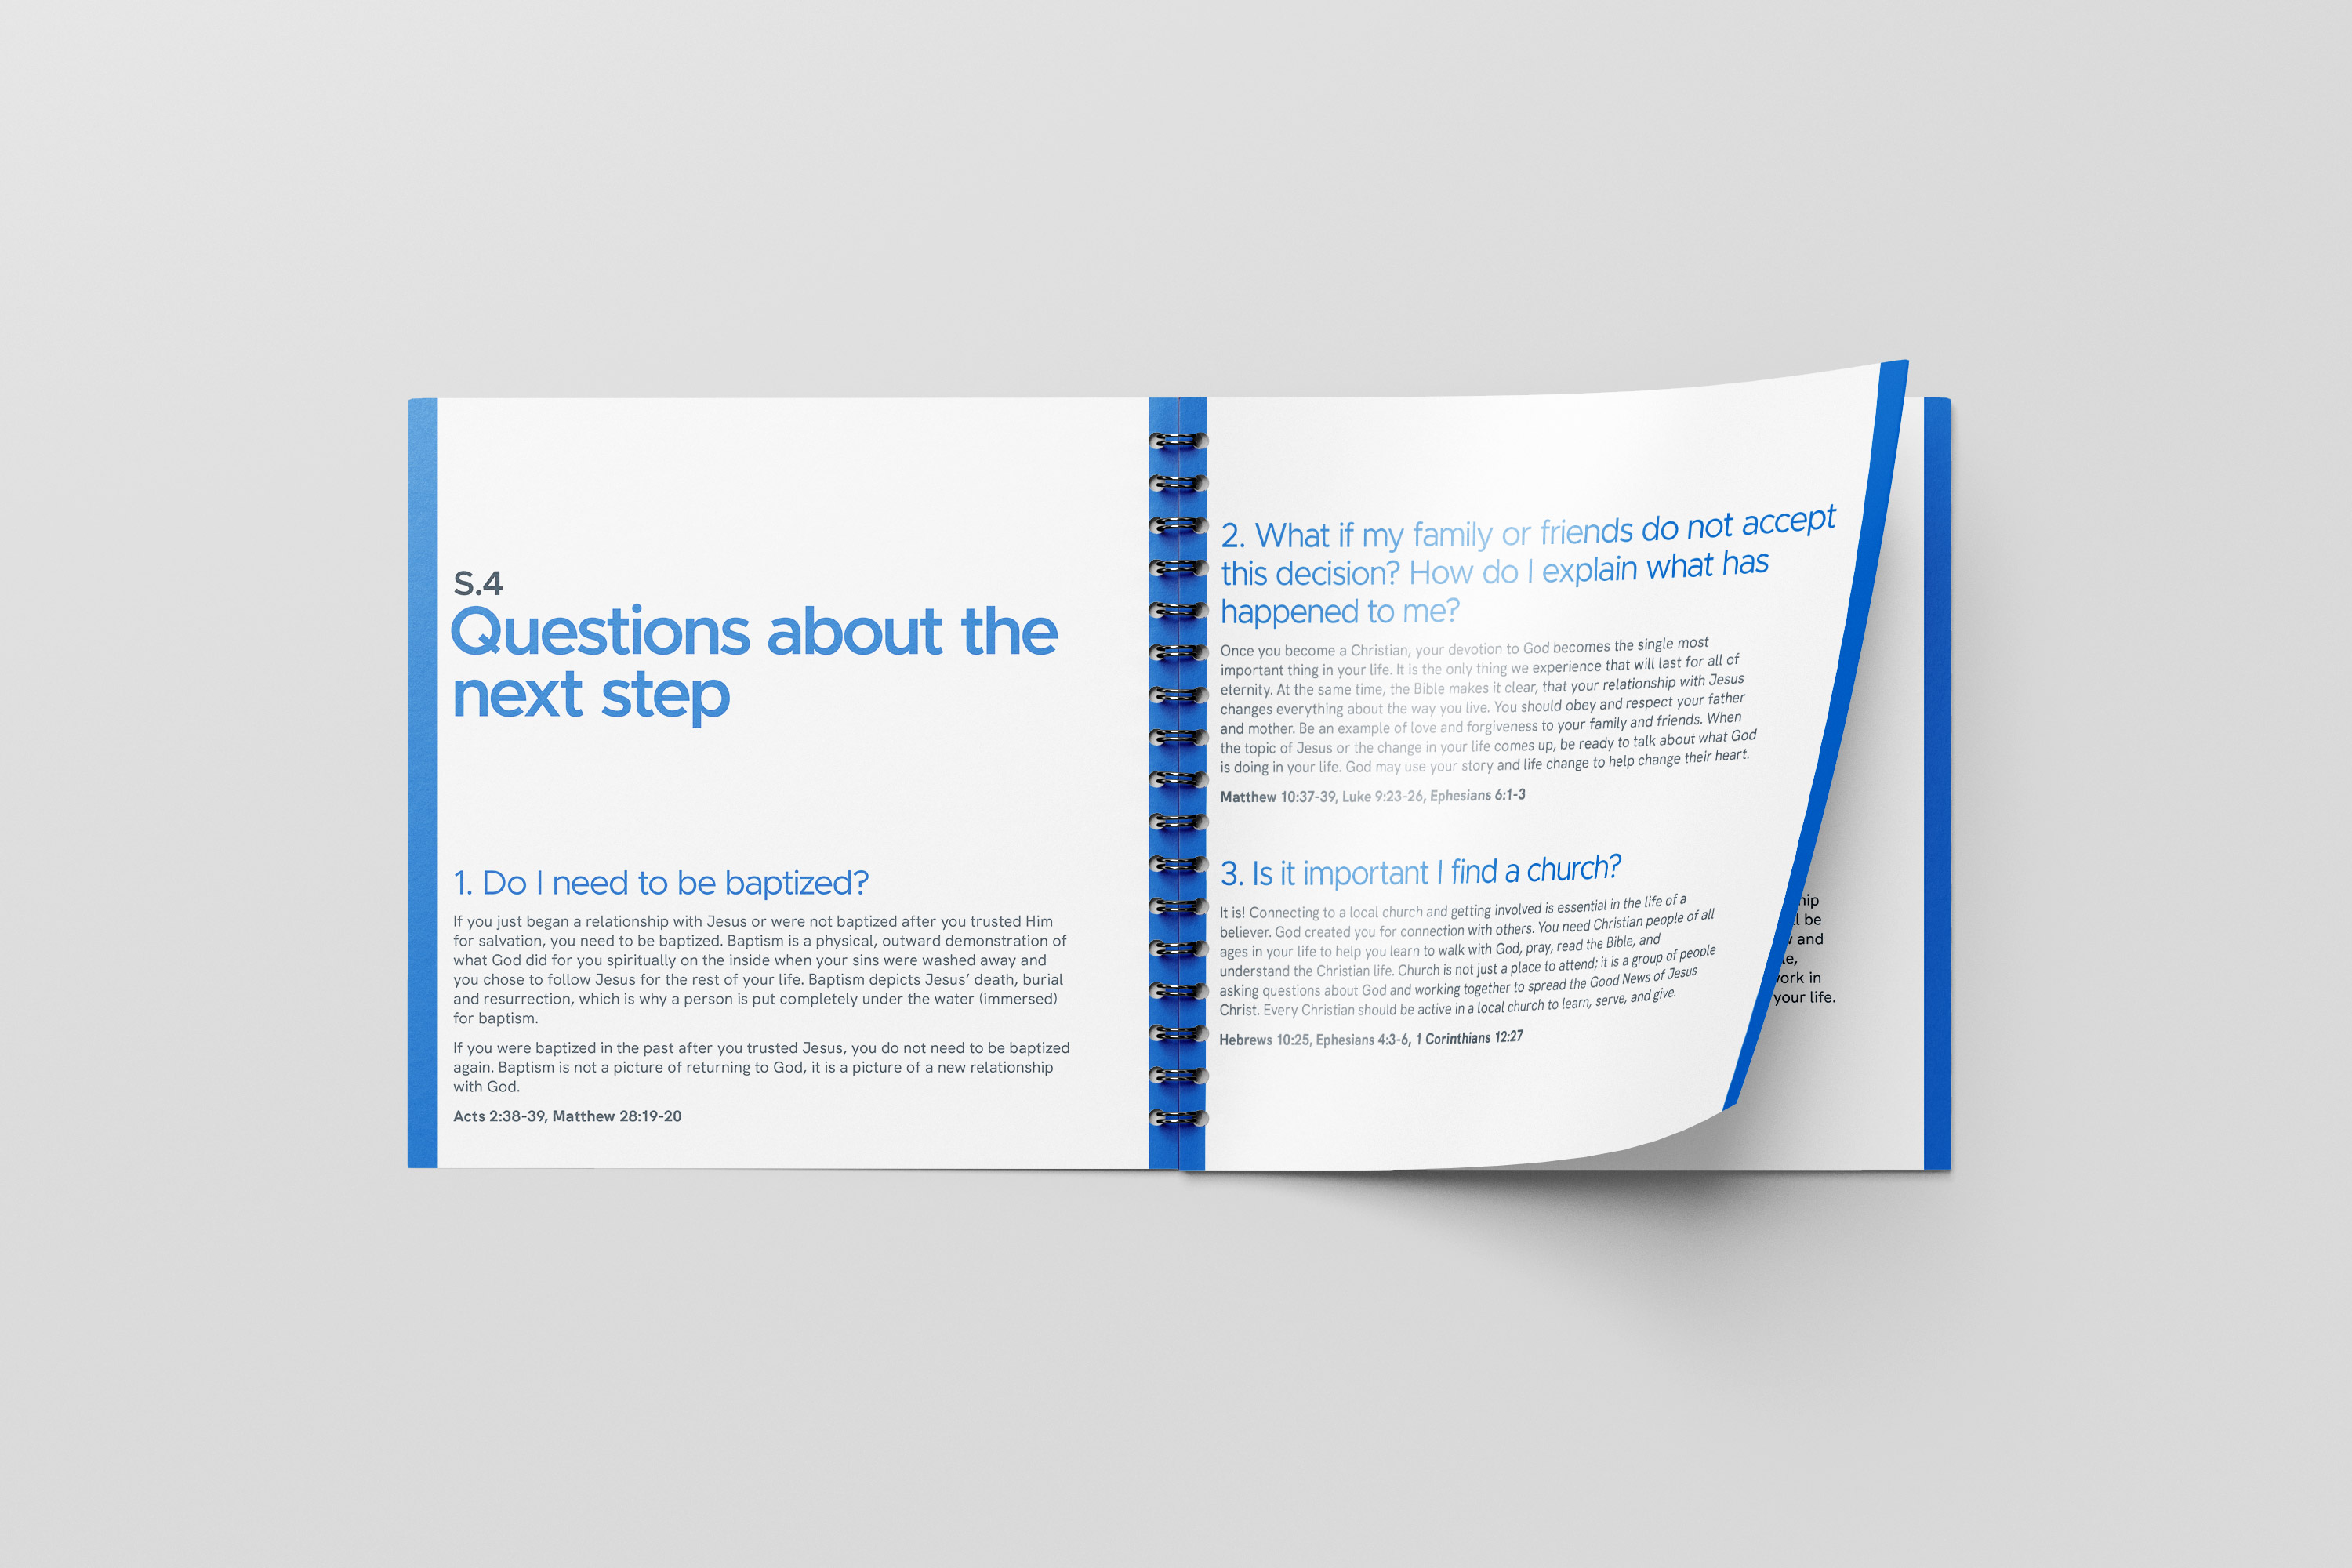 S.4
Questions about the
next step
1. Do I need to be baptized?
If you just began a relationship with Jesus or were not baptized after you trusted Him
for salvation, you need to be baptized. Baptism is a physical, outward demonstration of
what God did for you spiritually on the inside when your sins were washed away and
you chose to follow Jesus for the rest of your life. Baptism depicts Jesus’ death, burial
and resurrection, which is why a person is put completely under the water (immersed)
for baptism.
If you were baptized in the past after you trusted Jesus, you do not need to be baptized
again. Baptism is not a picture of returning to God, it is a picture of a new relationship
with God.
Acts 2:38-39, Matthew 28:19-20
2. What if my family or friends do not accept
this decision? How do I explain what has
happened to me?
Once you become a Christian, your devotion to God becomes the single most
important thing in your life. It is the only thing we experience that will last for all of
eternity. At the same time, the Bible makes it clear, that your relationship with Jesus
changes everything about the way you live. You should obey and respect your father
and mother. Be an example of love and forgiveness to your family and friends. When
the topic of Jesus or the change in your life comes up, be ready to talk about what God
is doing in your life. God may use your story and life change to help change their heart.
Matthew 10:37-39, Luke 9:23-26, Ephesians 6:1-3
3. Is it important I find a church?
It is! Connecting to a local church and getting involved is essential in the life of a
believer. God created you for connection with others. You need Christian people of all
ages in your life to help you learn to walk with God, pray, read the Bible, and
understand the Christian life. Church is not just a place to attend; it is a group of people
asking questions about God and working together to spread the Good News of Jesus
Christ. Every Christian should be active in a local church to learn, serve, and give.
Hebrews 10:25, Ephesians 4:3-6, 1 Corinthians 12:27
be
and
in
your life.